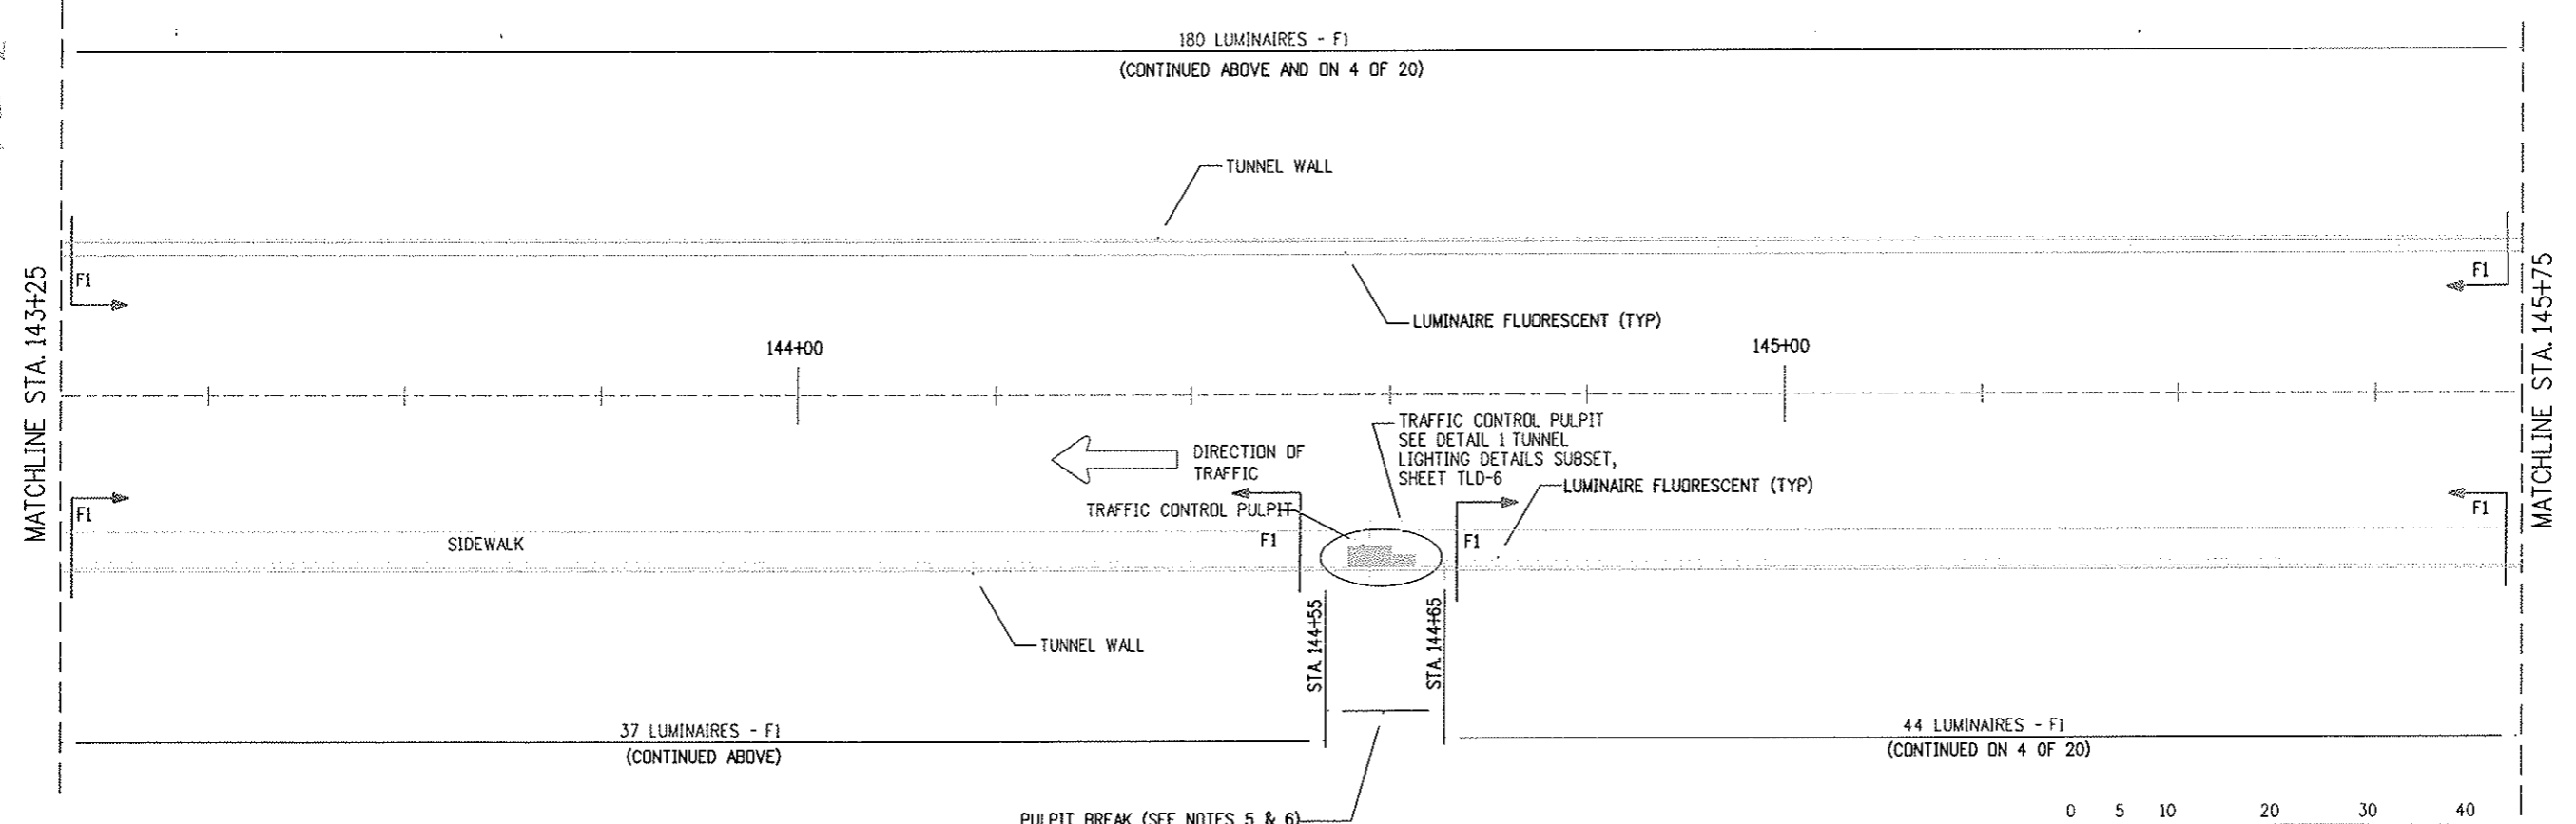 180 LUMINAIRES - F1
(CONTINUED ABOVE AND ON 4 OF 20)
TUNNEL WALL
MATCHLINE STA. 143+25
F1
F1
MATCHLINE STA. 145+75
LUMINAIRE FLUORESCENT (TYP)
144+00
145+00
TRAFFIC CONTROL PULPIT
SEE DETAIL 1 TUNNEL
LIGHTING DETAILS SUBSET,
SHEET TLD-6
DIRECTION OF
TRAFFIC
LUMINAIRE FLUORESCENT (TYP)
TRAFFIC CONTROL PULPIT
F1
SIDEWALK
F1
F1
F1
STA. 144+55
STA. 144+65
TUNNEL WALL
37 LUMINAIRES - F1
(CONTINUED ABOVE)
44 LUMINAIRES - F1
(CONTINUED ON 4 OF 20)
PULPIT BREAK (SEE NOTES 5 & 6)
0 5 10 20 30 40